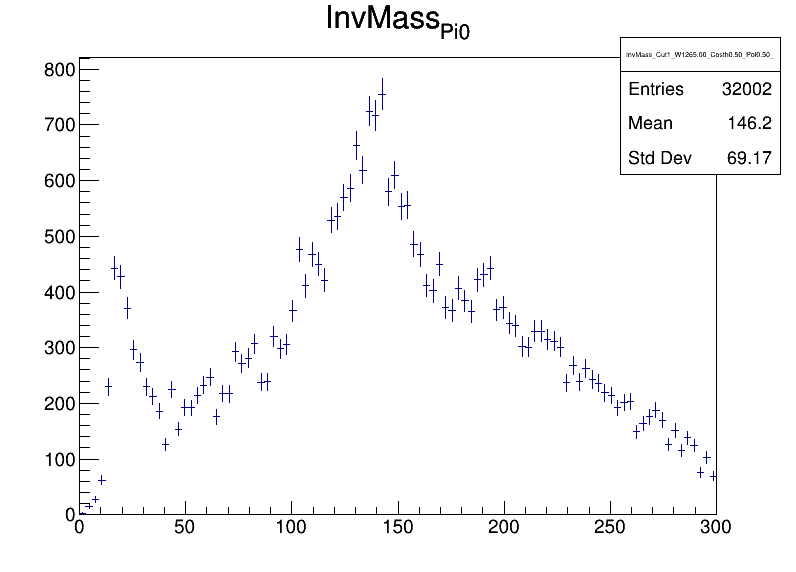 InvMass_Pi0
InvMass_Cut1_W1265.00_Costh0.50_Pol0.50_
Entries 32002
Mean 146.2
Std Dev 69.17
800
700
600
500
400
300
200
100
0
0 50 100 150 200 250 300